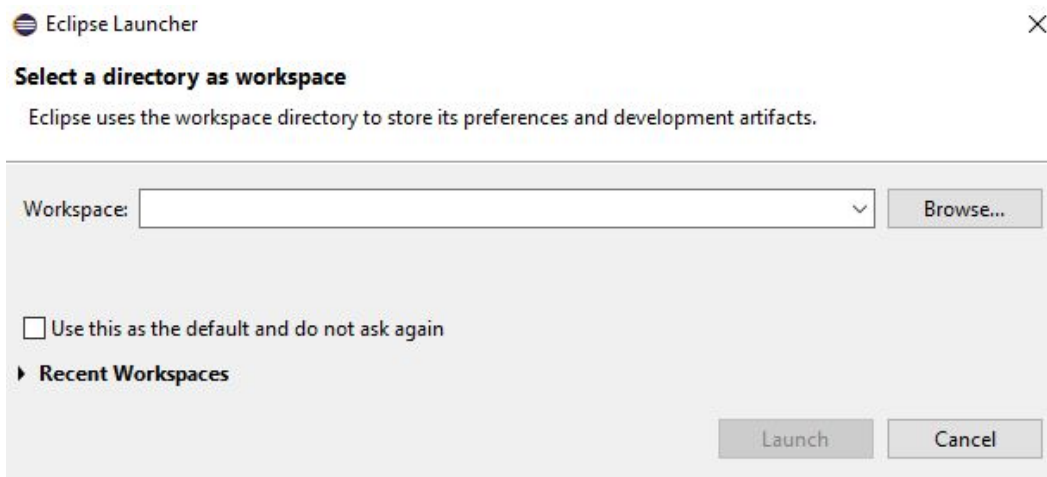 Eclipse Launcher
Select a directory as workspace
Eclipse uses the workspace directory to store its preferences and development artifacts.
Workspace:
Browse...
Use this as the default and do not ask again
Recent Workspaces
Launch
Cancel